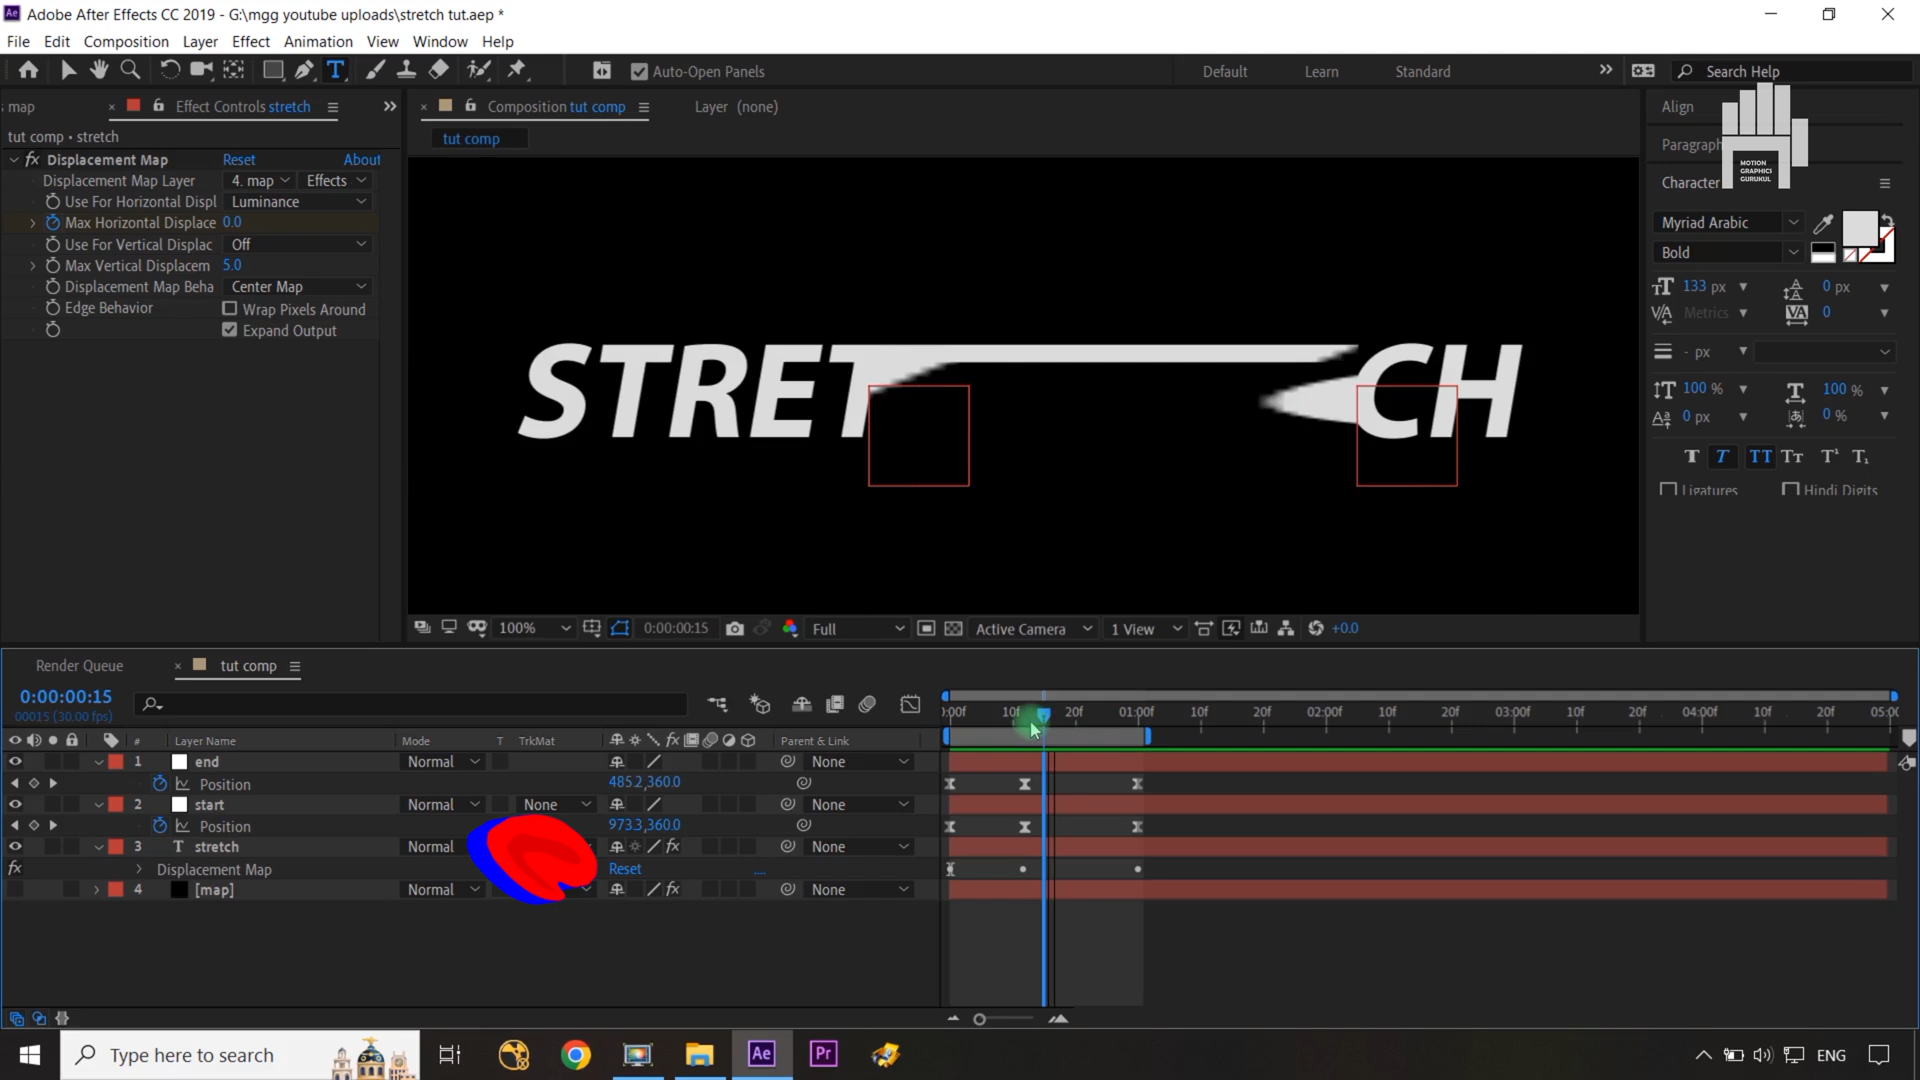 Adobe After Effects CC 2019 - G:\mgg youtube uploads\stretch tut.aep *
File Edit Composition Layer Effect Animation View Window Help
Auto-Open Panels
Default Learn Standard
Search Help
map
Effect Controls stretch
Composition tut comp
Layer (none)
Align
tut comp • stretch
tut comp
Displacement Map Reset About
Paragraph
MOTION
GRAPHICS
GURUKUL
Displacement Map Layer 4. map Effects
Use For Horizontal Displ Luminance
Max Horizontal Displace 0.0
Use For Vertical Displac Off
Max Vertical Displacem 5.0
Displacement Map Beha Center Map
Edge Behavior Wrap Pixels Around
Expand Output
Character
Myriad Arabic
Bold
133 px 0 px
Metrics 0
- px
100 % 100 %
0 px 0 %
Ligatures Hindi Digits
STRETCH
100% 0:00:00:15 Full Active Camera 1 View +0.0
Render Queue
tut comp
0:00:00:15
00015 (30.00 fps)
):00f 10f 20f 01:00f 10f 20f 02:00f 10f 20f 03:00f 10f 20f 04:00f 10f 20f 05:0(
# Layer Name Mode T TrkMat Parent & Link
1 end Normal None
Position 485.2,360.0
2 start Normal None None
Position 973.3,360.0
3 T stretch Normal None
fx Displacement Map Reset
4 [map] Normal None
Type here to search
Ae Pr
ENG